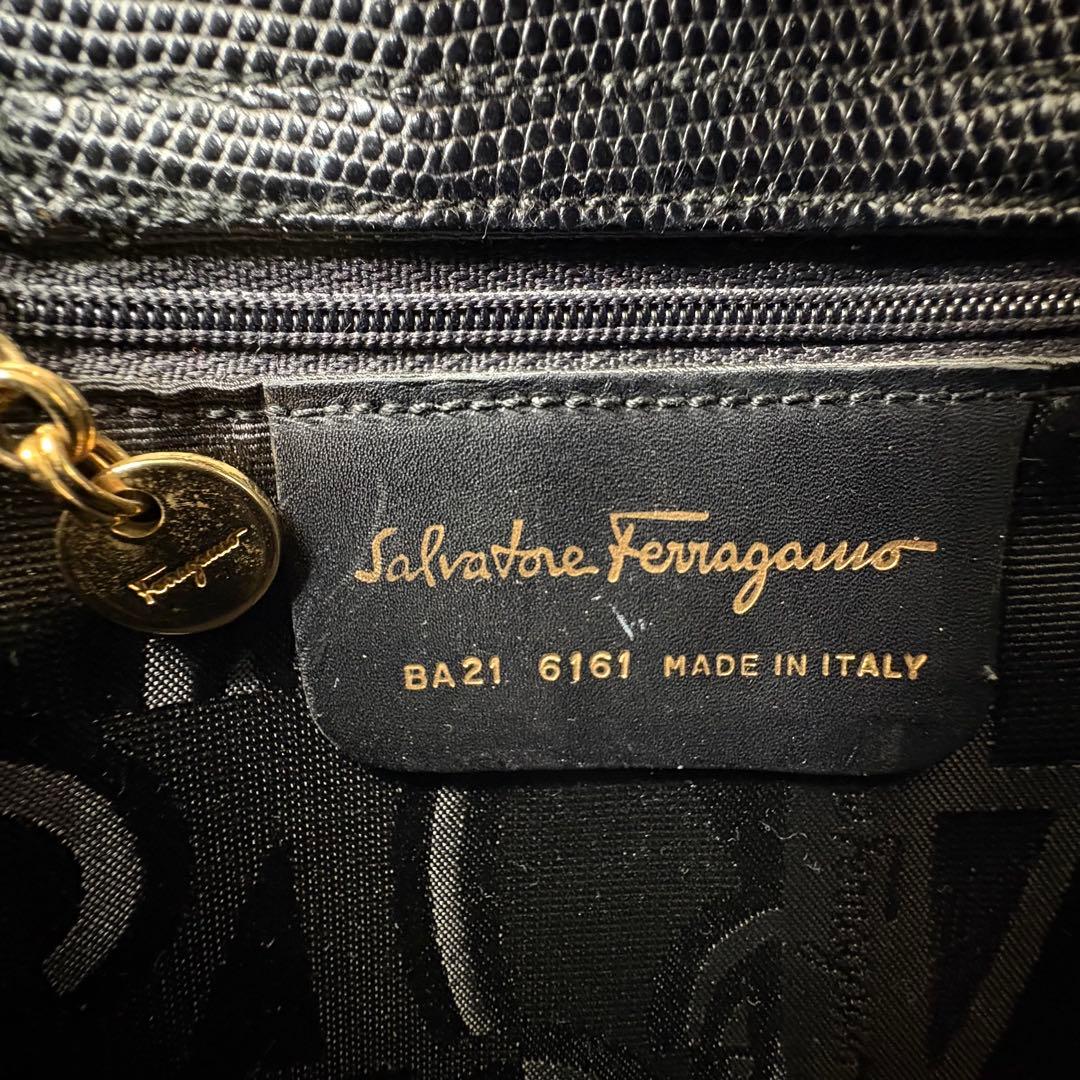 Salvatore Ferragamo
BA21 6161 MADE IN ITALY
Ferragamo